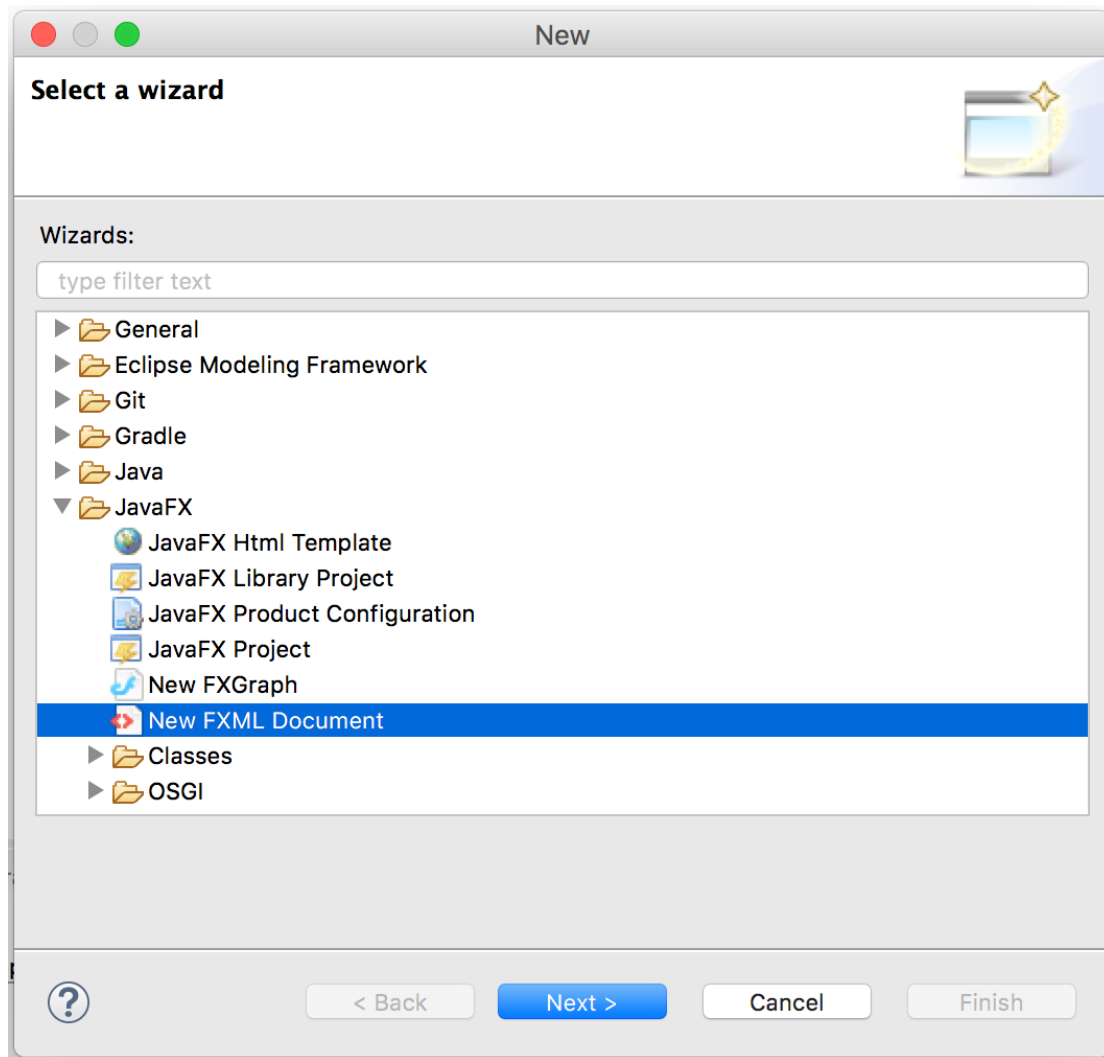 New
Select a wizard
Wizards:
type filter text
General
Eclipse Modeling Framework
Git
Gradle
Java
JavaFX
JavaFX Html Template
JavaFX Library Project
JavaFX Product Configuration
JavaFX Project
New FXGraph
New FXML Document
Classes
OSGI
? < Back Next > Cancel Finish